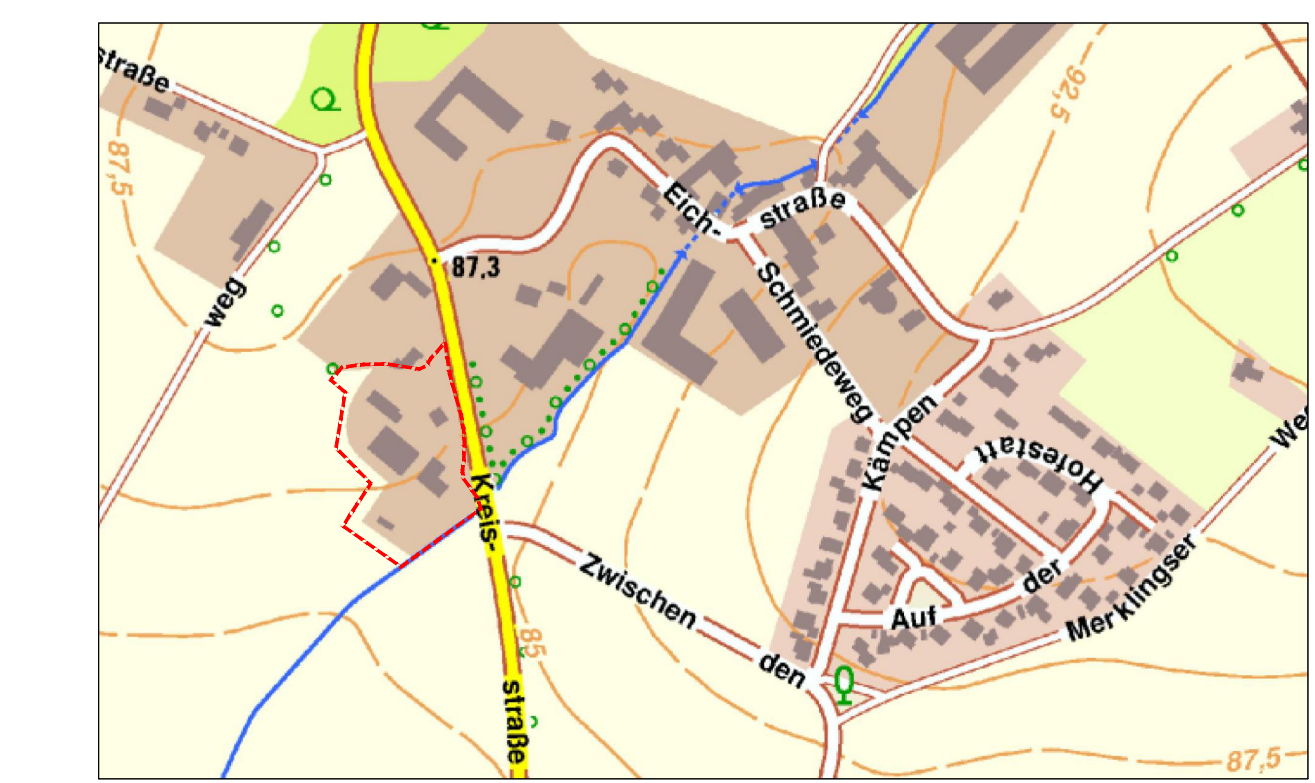 straße
92,5
87,5
Eich-
straße
87,3
weg
Schmiedeweg
Kämpen
Hofestatt
We
Kreis-
Zwischen
den
Auf
der
Merklingser
85
straße
87,5